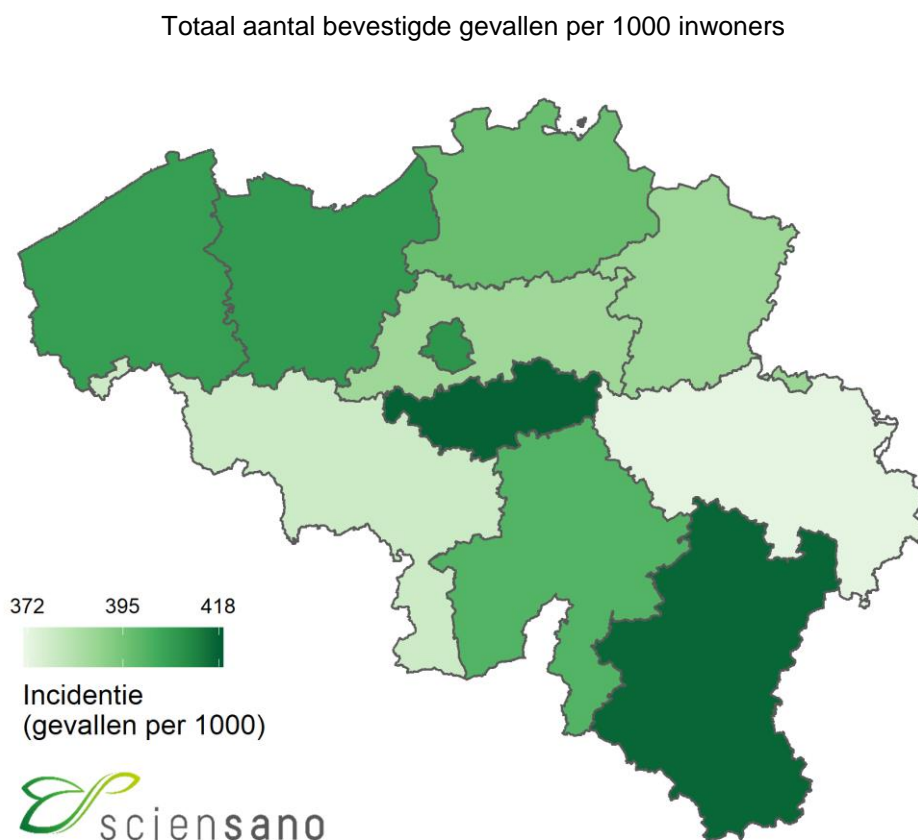 Totaal aantal bevestigde gevallen per 1000 inwoners
372 395 418
Incidentie
(gevallen per 1000)
sciensano